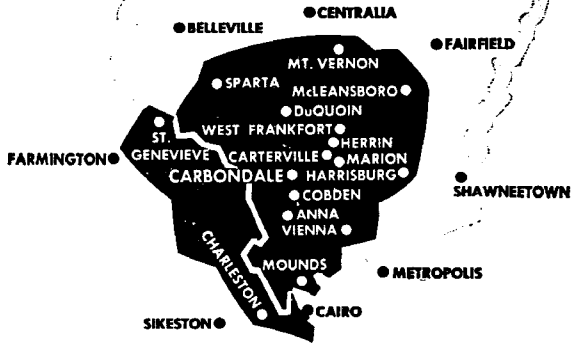 CENTRALIA
BELLEVILLE
FAIRFIELD
MT. VERNON
SPARTA
McLEANSBORO
DuQUOIN
WEST FRANKFORT
ST.
GENEVIEVE
HERRIN
CARTERVILLE
MARION
FARMINGTON
CARBONDALE
HARRISBURG
SHAWNEETOWN
COBDEN
ANNA
VIENNA
CHARLESTON
MOUNDS
METROPOLIS
CAIRO
SIKESTON